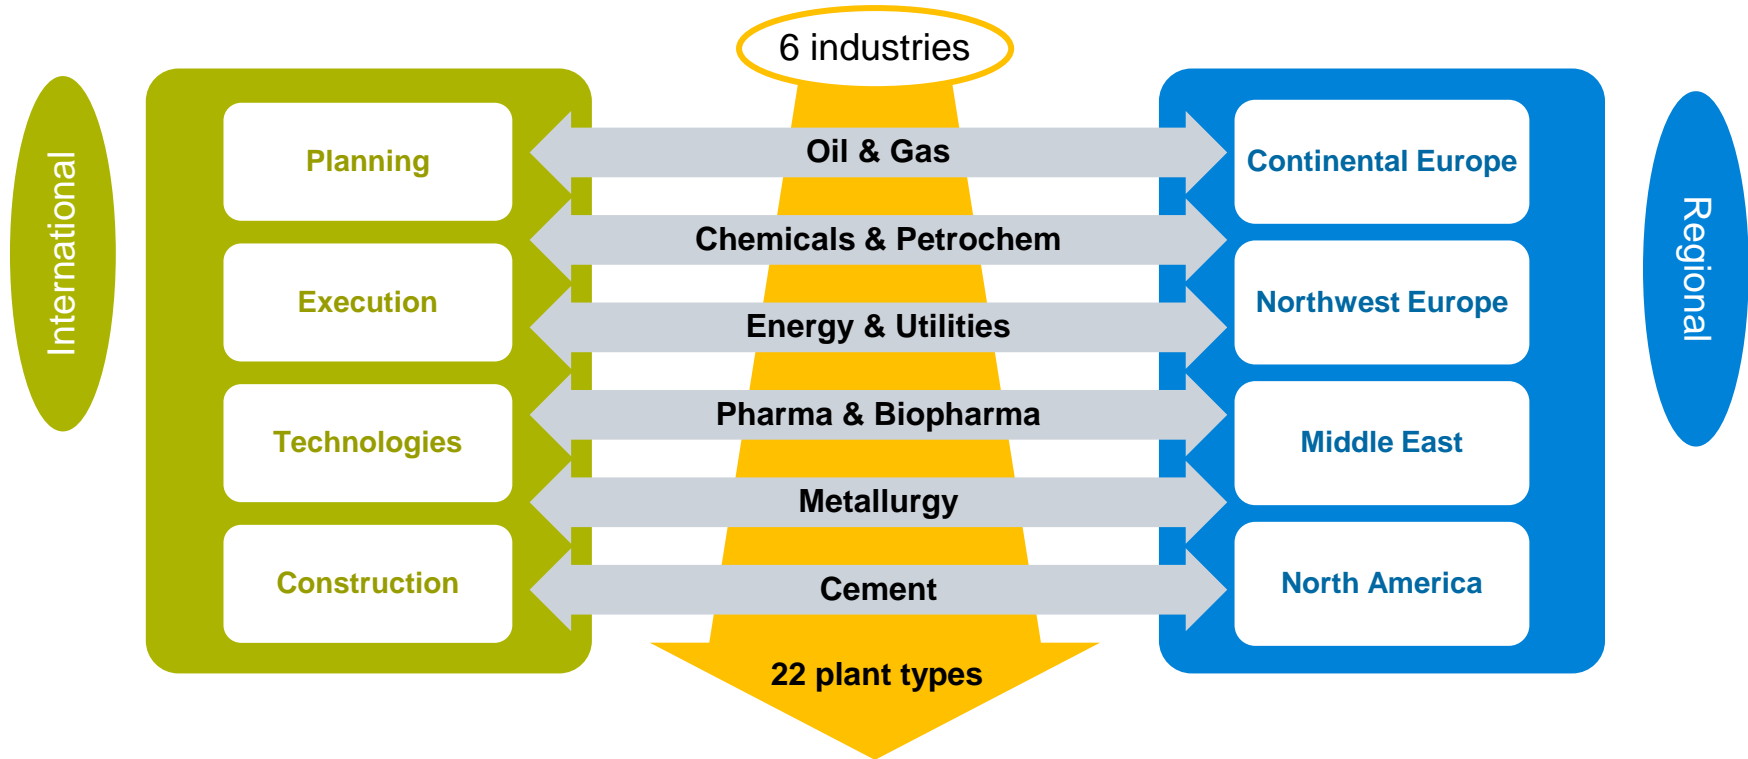 6 industries
International
Planning
Execution
Technologies
Construction
Oil & Gas
Chemicals & Petrochem
Energy & Utilities
Pharma & Biopharma
Metallurgy
Cement
22 plant types
Continental Europe
Northwest Europe
Middle East
North America
Regional